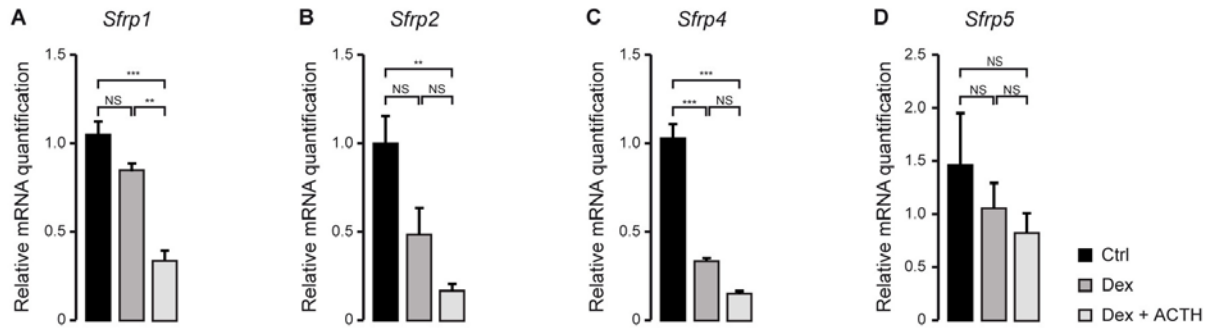 A Sfrp1
Relative mRNA quantification
1.5
1.0
0.5
0
***
NS
**
B Sfrp2
Relative mRNA quantification
1.5
1.0
0.5
0
**
NS
NS
C Sfrp4
Relative mRNA quantification
1.5
1.0
0.5
0
***
***
NS
D Sfrp5
Relative mRNA quantification
2.5
2.0
1.5
1.0
0.5
0
NS
NS
NS
Ctrl
Dex
Dex + ACTH